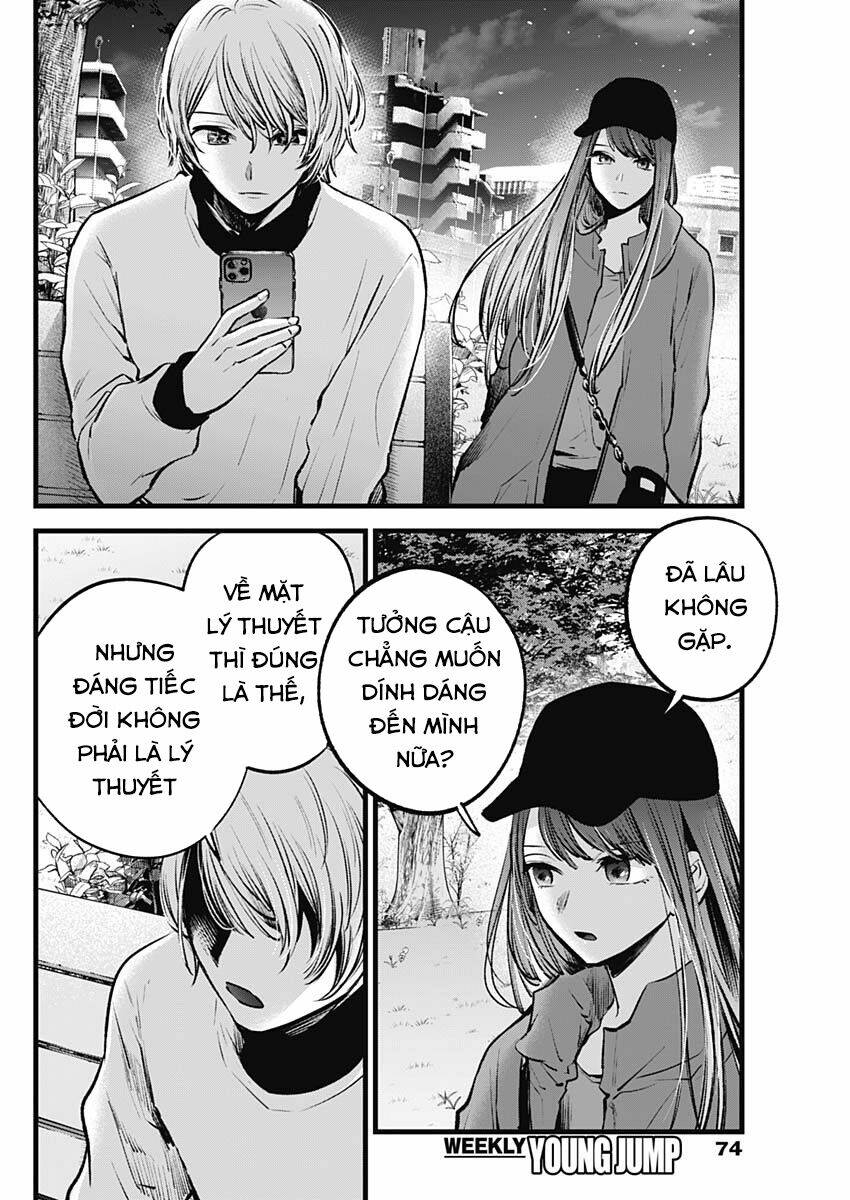 ĐÃ LÂU
KHÔNG
GẶP.
TƯỞNG CẬU
CHẲNG MUỐN
DÍNH DÁNG
ĐẾN MÌNH
NỮA?
VỀ MẶT
LÝ THUYẾT
THÌ ĐÚNG
LÀ THẾ,
NHƯNG
ĐÁNG TIẾC
ĐỜI KHÔNG
PHẢI LÀ LÝ
THUYẾT
WEEKLY YOUNG JUMP 74